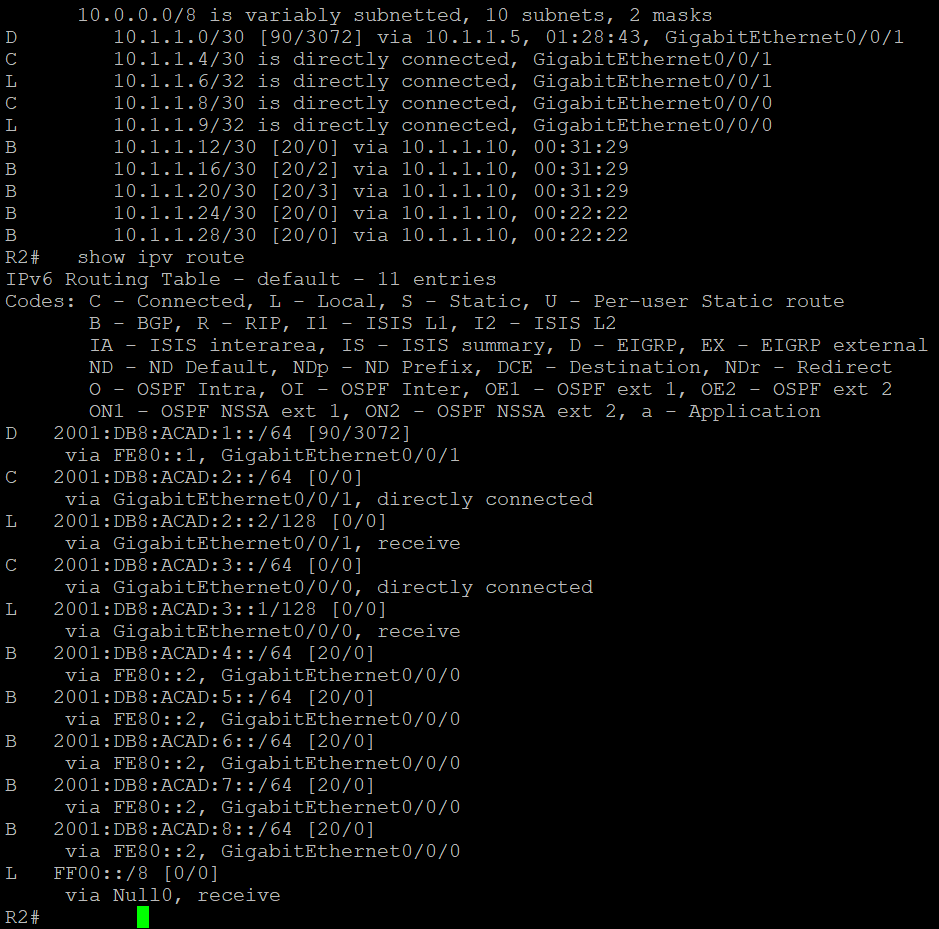 10.0.0.0/8 is variably subnetted, 10 subnets, 2 masks
D        10.1.1.0/30 [90/3072] via 10.1.1.5, 01:28:43, GigabitEthernet0/0/1
C        10.1.1.4/30 is directly connected, GigabitEthernet0/0/1
L        10.1.1.6/32 is directly connected, GigabitEthernet0/0/1
C        10.1.1.8/30 is directly connected, GigabitEthernet0/0/0
L        10.1.1.9/32 is directly connected, GigabitEthernet0/0/0
B        10.1.1.12/30 [20/0] via 10.1.1.10, 00:31:29
B        10.1.1.16/30 [20/2] via 10.1.1.10, 00:31:29
B        10.1.1.20/30 [20/3] via 10.1.1.10, 00:31:29
B        10.1.1.24/30 [20/0] via 10.1.1.10, 00:22:22
B        10.1.1.28/30 [20/0] via 10.1.1.10, 00:22:22
R2#   show ipv route
IPv6 Routing Table - default - 11 entries
Codes: C - Connected, L - Local, S - Static, U - Per-user Static route
       B - BGP, R - RIP, I1 - ISIS L1, I2 - ISIS L2
       IA - ISIS interarea, IS - ISIS summary, D - EIGRP, EX - EIGRP external
       ND - ND Default, NDp - ND Prefix, DCE - Destination, NDr - Redirect
       O - OSPF Intra, OI - OSPF Inter, OE1 - OSPF ext 1, OE2 - OSPF ext 2
       ON1 - OSPF NSSA ext 1, ON2 - OSPF NSSA ext 2, a - Application
D   2001:DB8:ACAD:1::/64 [90/3072]
     via FE80::1, GigabitEthernet0/0/1
C   2001:DB8:ACAD:2::/64 [0/0]
     via GigabitEthernet0/0/1, directly connected
L   2001:DB8:ACAD:2::2/128 [0/0]
     via GigabitEthernet0/0/1, receive
C   2001:DB8:ACAD:3::/64 [0/0]
     via GigabitEthernet0/0/0, directly connected
L   2001:DB8:ACAD:3::1/128 [0/0]
     via GigabitEthernet0/0/0, receive
B   2001:DB8:ACAD:4::/64 [20/0]
     via FE80::2, GigabitEthernet0/0/0
B   2001:DB8:ACAD:5::/64 [20/0]
     via FE80::2, GigabitEthernet0/0/0
B   2001:DB8:ACAD:6::/64 [20/0]
     via FE80::2, GigabitEthernet0/0/0
B   2001:DB8:ACAD:7::/64 [20/0]
     via FE80::2, GigabitEthernet0/0/0
B   2001:DB8:ACAD:8::/64 [20/0]
     via FE80::2, GigabitEthernet0/0/0
L   FF00::/8 [0/0]
     via Null0, receive
R2#